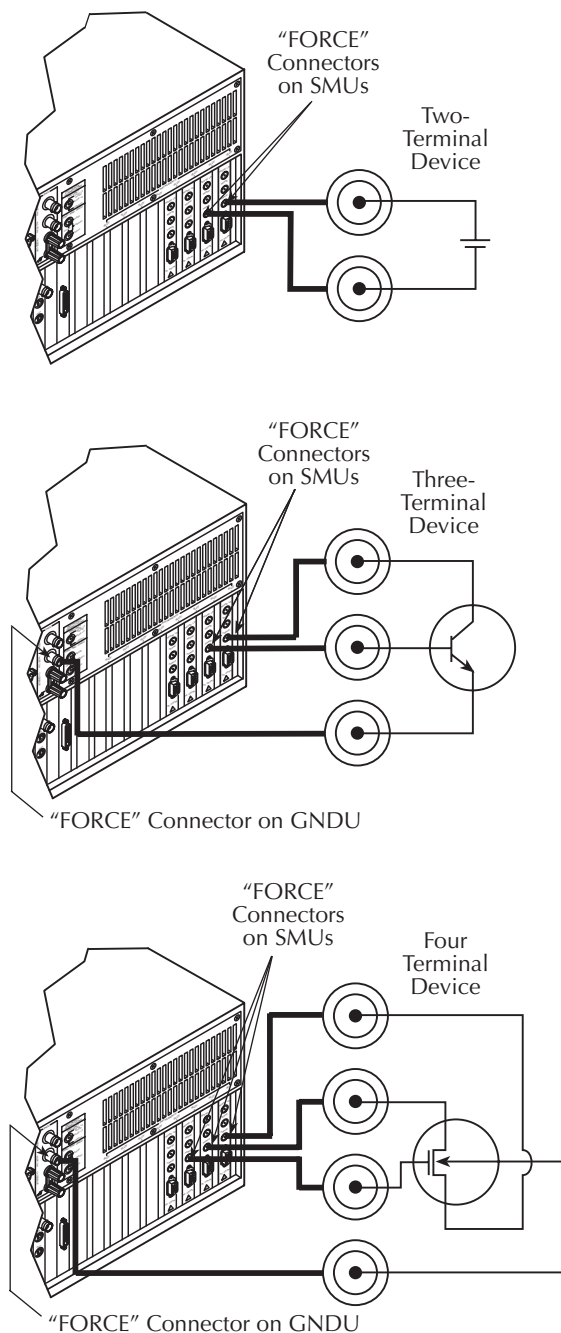 “FORCE”
Connectors
on SMUs
Two-
Terminal
Device
“FORCE”
Connectors
on SMUs
Three-
Terminal
Device
“FORCE” Connector on GNDU
“FORCE”
Connectors
on SMUs
Four
Terminal
Device
“FORCE” Connector on GNDU